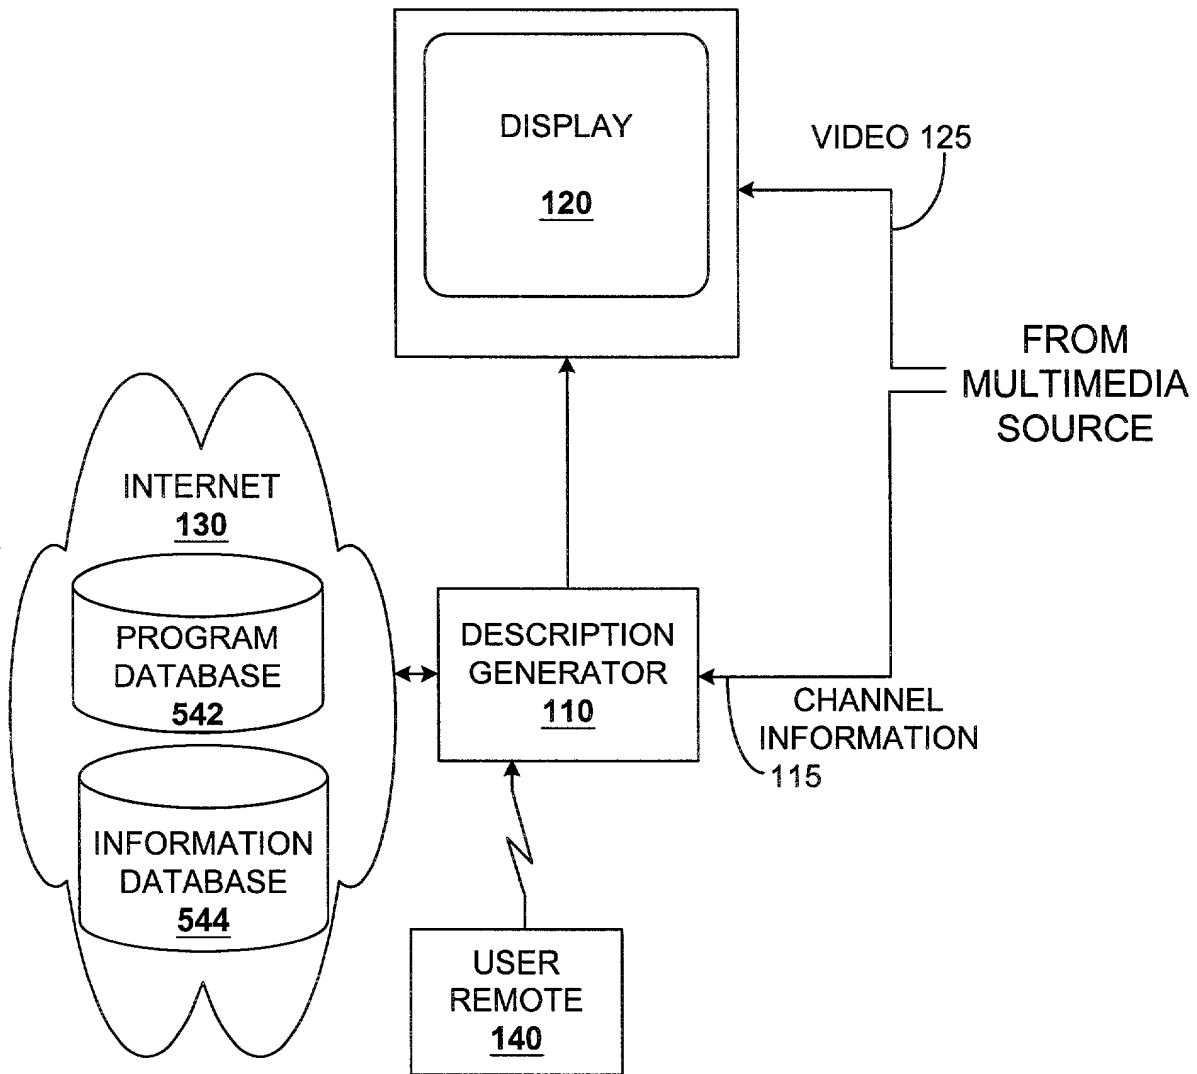 DISPLAY
120
VIDEO 125
FROM
MULTIMEDIA
SOURCE
INTERNET
130
PROGRAM
DATABASE
542
INFORMATION
DATABASE
544
DESCRIPTION
GENERATOR
110
CHANNEL
INFORMATION
115
USER
REMOTE
140